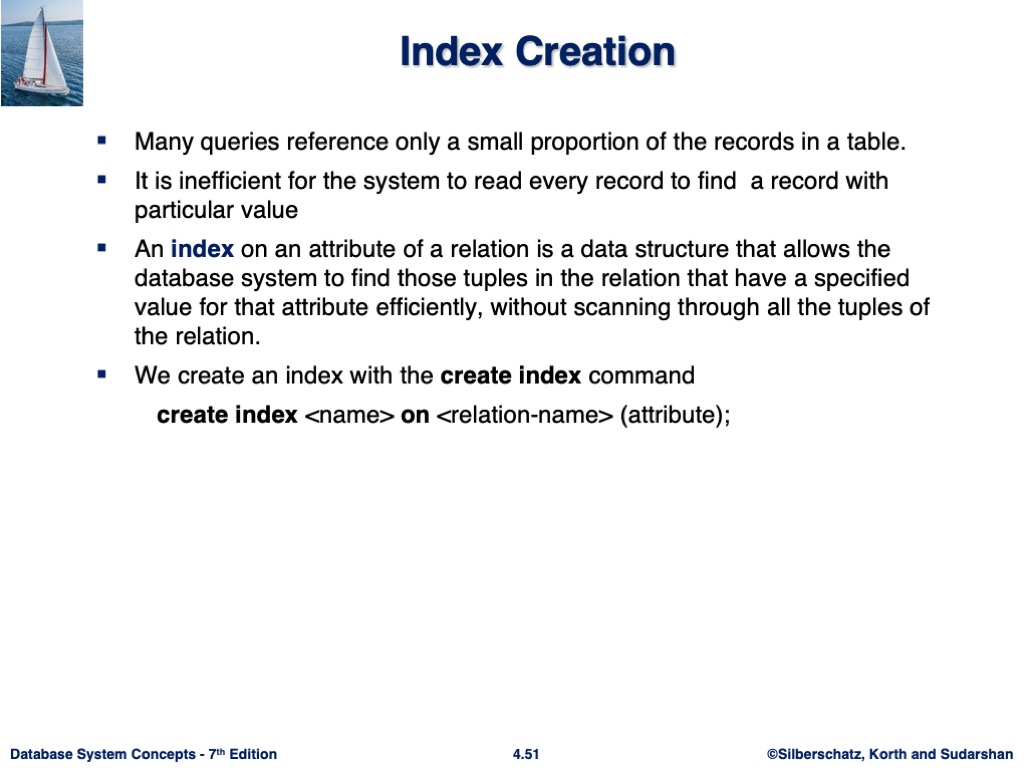 Index Creation
▪ Many queries reference only a small proportion of the records in a table.
▪ It is inefficient for the system to read every record to find  a record with
particular value
▪ An index on an attribute of a relation is a data structure that allows the
database system to find those tuples in the relation that have a specified
value for that attribute efficiently, without scanning through all the tuples of
the relation.
▪ We create an index with the create index command
create index <name> on <relation-name> (attribute);
Database System Concepts - 7th Edition
4.51
©Silberschatz, Korth and Sudarshan